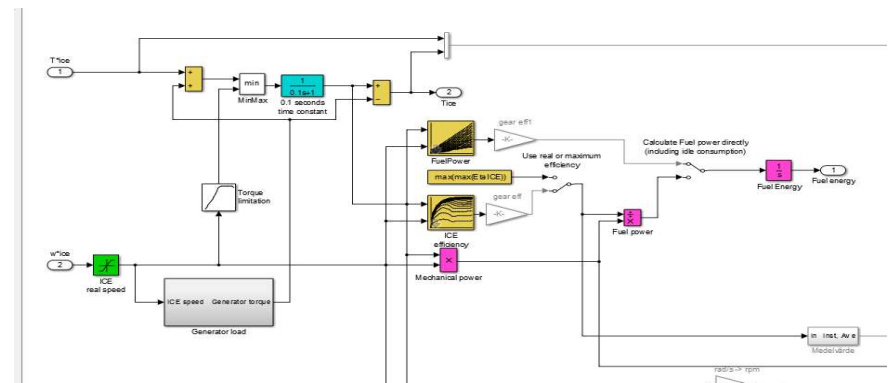 T*ice
1
+
+
min
MinMax
1
0.1s+1
0.1 seconds
time constant
+
−
2
Tice
FuelPower
gear eff1
-K-
Use real or maximum
efficiency
Calculate Fuel power directly
(including idle consumption)
max(max(EtaICE))
1
s
Fuel Energy
1
Fuel energy
Torque
limitation
ICE
efficiency
gear eff
-K-
÷
×
Fuel power
w*ice
2
ICE
real speed
×
Mechanical power
ICE speed Generator torque
Generator load
In Inst, Ave
Medelvärde
rad/s -> rpm